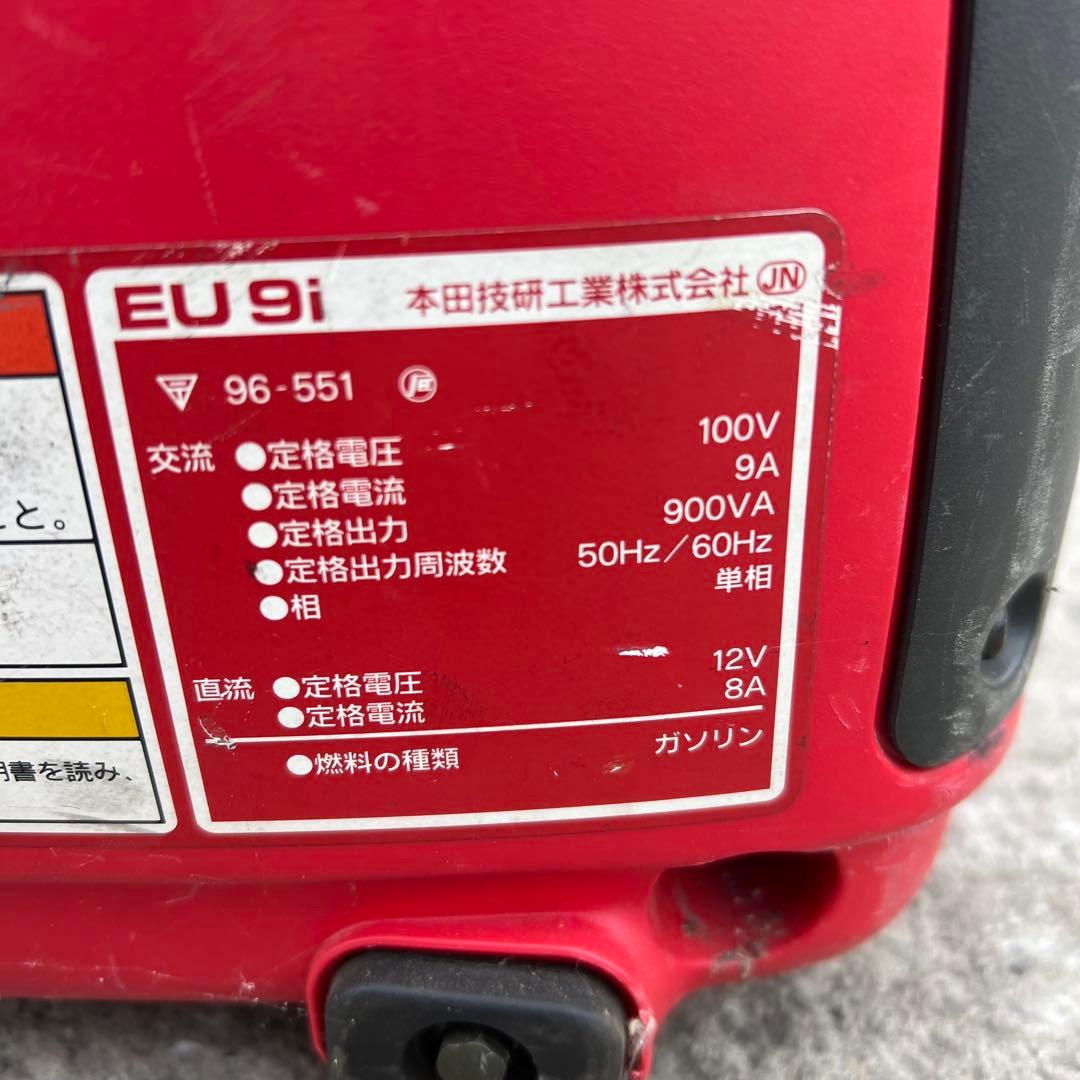 EU 9i 本田技研工業株式会社 JN
〒 96-551 JET
交流 ●定格電圧 100V
●定格電流 9A
●定格出力 900VA
●定格出力周波数 50Hz/60Hz
●相 単相
直流 ●定格電圧 12V
●定格電流 8A
●燃料の種類 ガソリン
こと。
明書を読み、